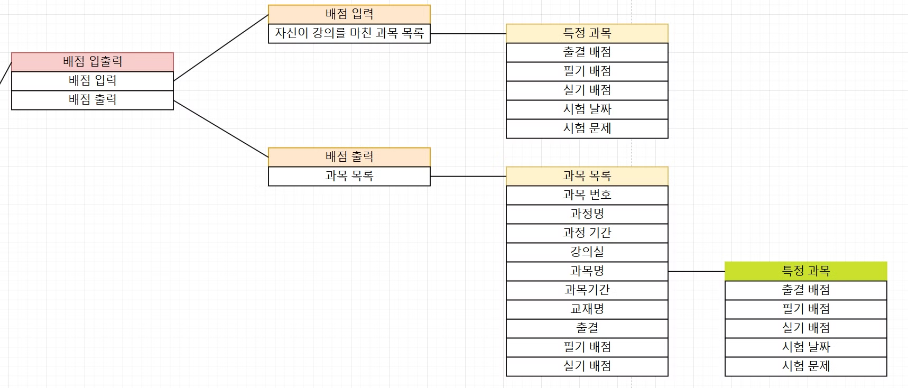 배점 입출력
배점 입력
배점 출력
배점 입력
자신이 강의를 미친 과목 목록
특정 과목
출결 배점
필기 배점
실기 배점
시험 날짜
시험 문제
배점 출력
과목 목록
과목 목록
과목 번호
과정명
과정 기간
강의실
과목명
과목기간
교재명
출결
필기 배점
실기 배점
특정 과목
출결 배점
필기 배점
실기 배점
시험 날짜
시험 문제